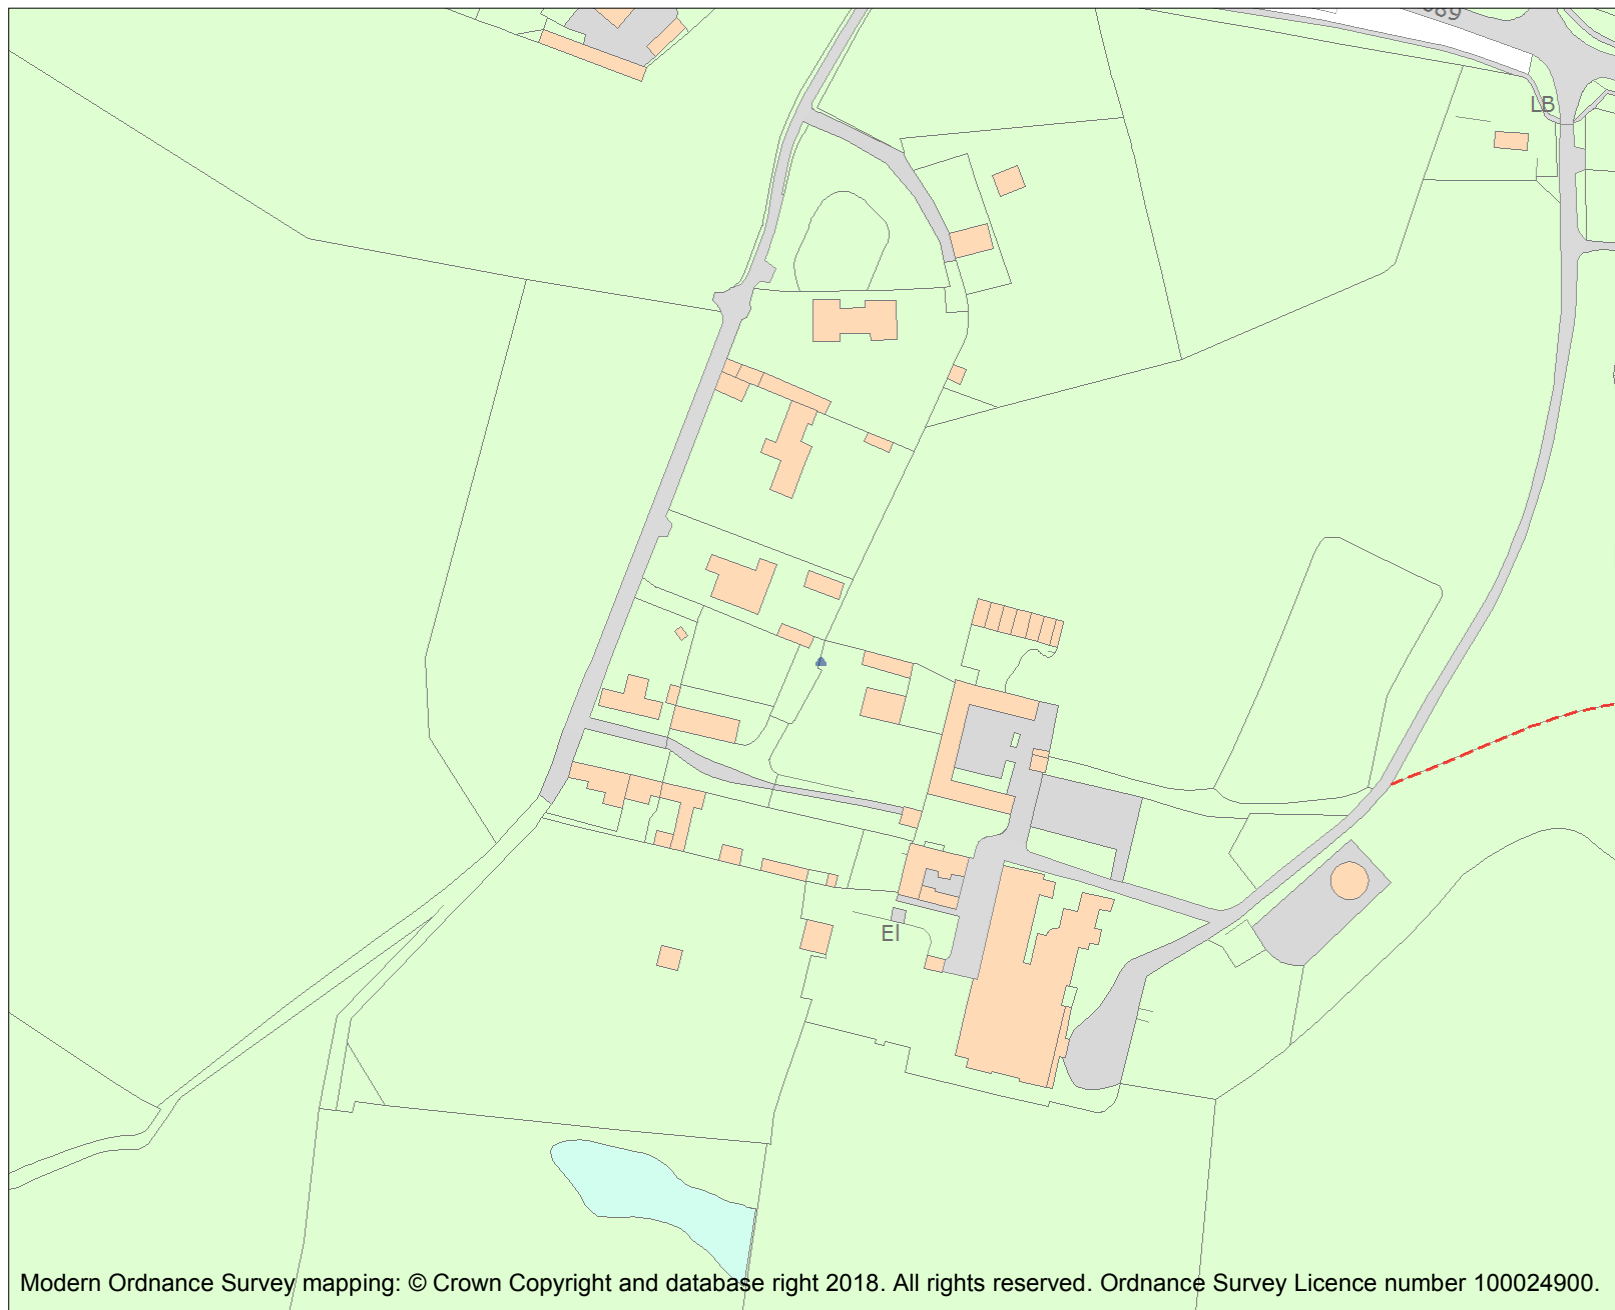 LB
El
Modern Ordnance Survey mapping: © Crown Copyright and database right 2018. All rights reserved. Ordnance Survey Licence number 100024900.